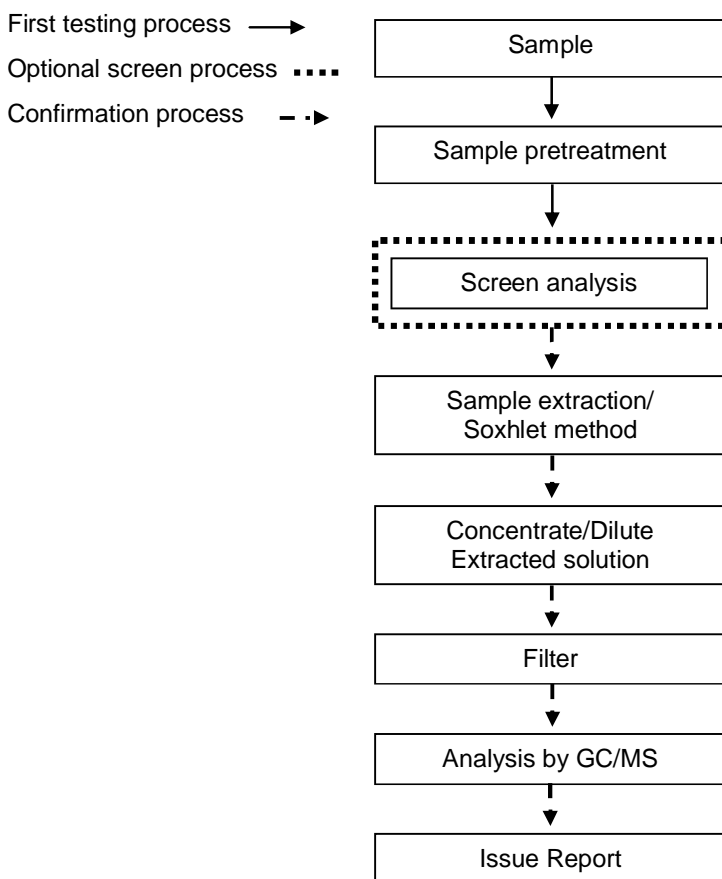 First testing process
Optional screen process
Confirmation process
Sample
Sample pretreatment
Screen analysis
Sample extraction/
Soxhlet method
Concentrate/Dilute
Extracted solution
Filter
Analysis by GC/MS
Issue Report